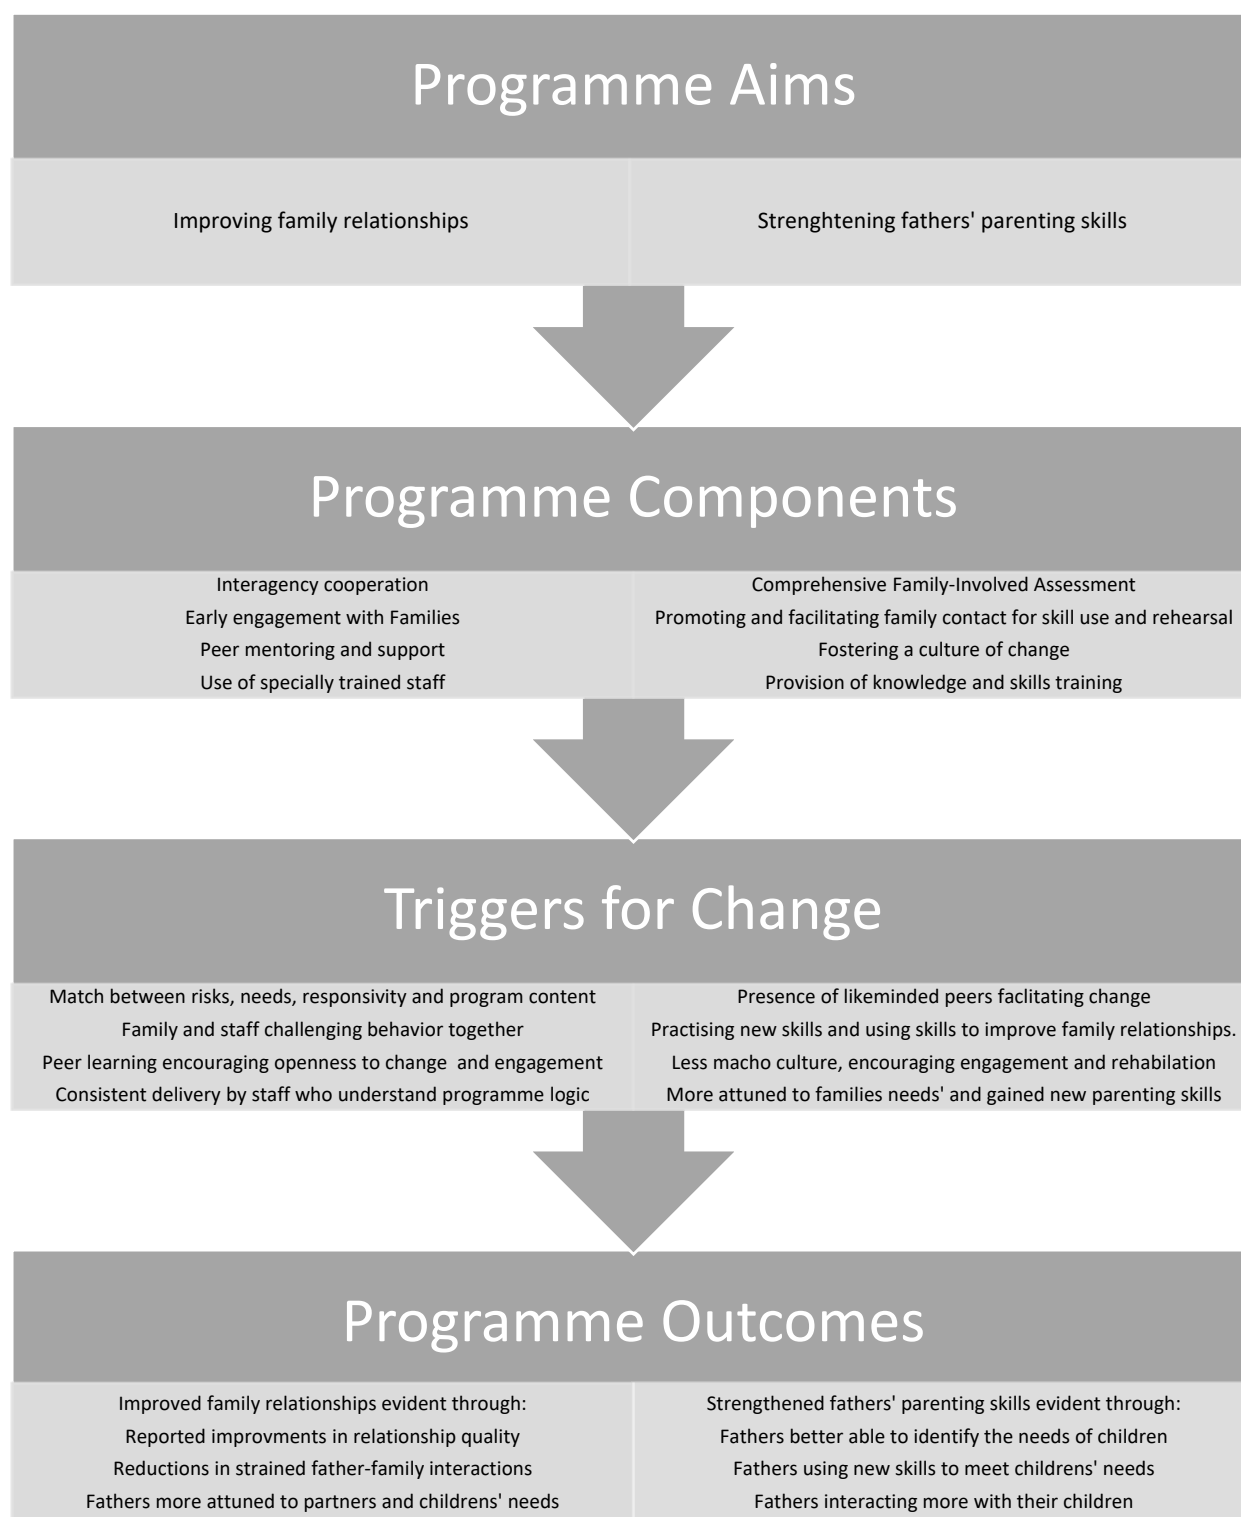 Programme Aims
Improving family relationships
Strenghtening fathers' parenting skills
Programme Components
Interagency cooperation
Early engagement with Families
Peer mentoring and support
Use of specially trained staff
Comprehensive Family-Involved Assessment
Promoting and facilitating family contact for skill use and rehearsal
Fostering a culture of change
Provision of knowledge and skills training
Triggers for Change
Match between risks, needs, responsivity and program content
Family and staff challenging behavior together
Peer learning encouraging openness to change and engagement
Consistent delivery by staff who understand programme logic
Presence of likeminded peers faclitating change
Practising new skills and using skills to improve family relationships.
Less macho culture, encouraging engagement and rehabilation
More attuned to families needs' and gained new parenting skills
Programme Outcomes
Improved family relationships evident through:
Reported improvments in relationship quality
Reductions in strained father-family interactions
Fathers more attuned to partners and childrens' needs
Strengthened fathers' parenting skills evident through:
Fathers better able to identify the needs of children
Fathers using new skills to meet childrens' needs
Fathers interacting more with their children